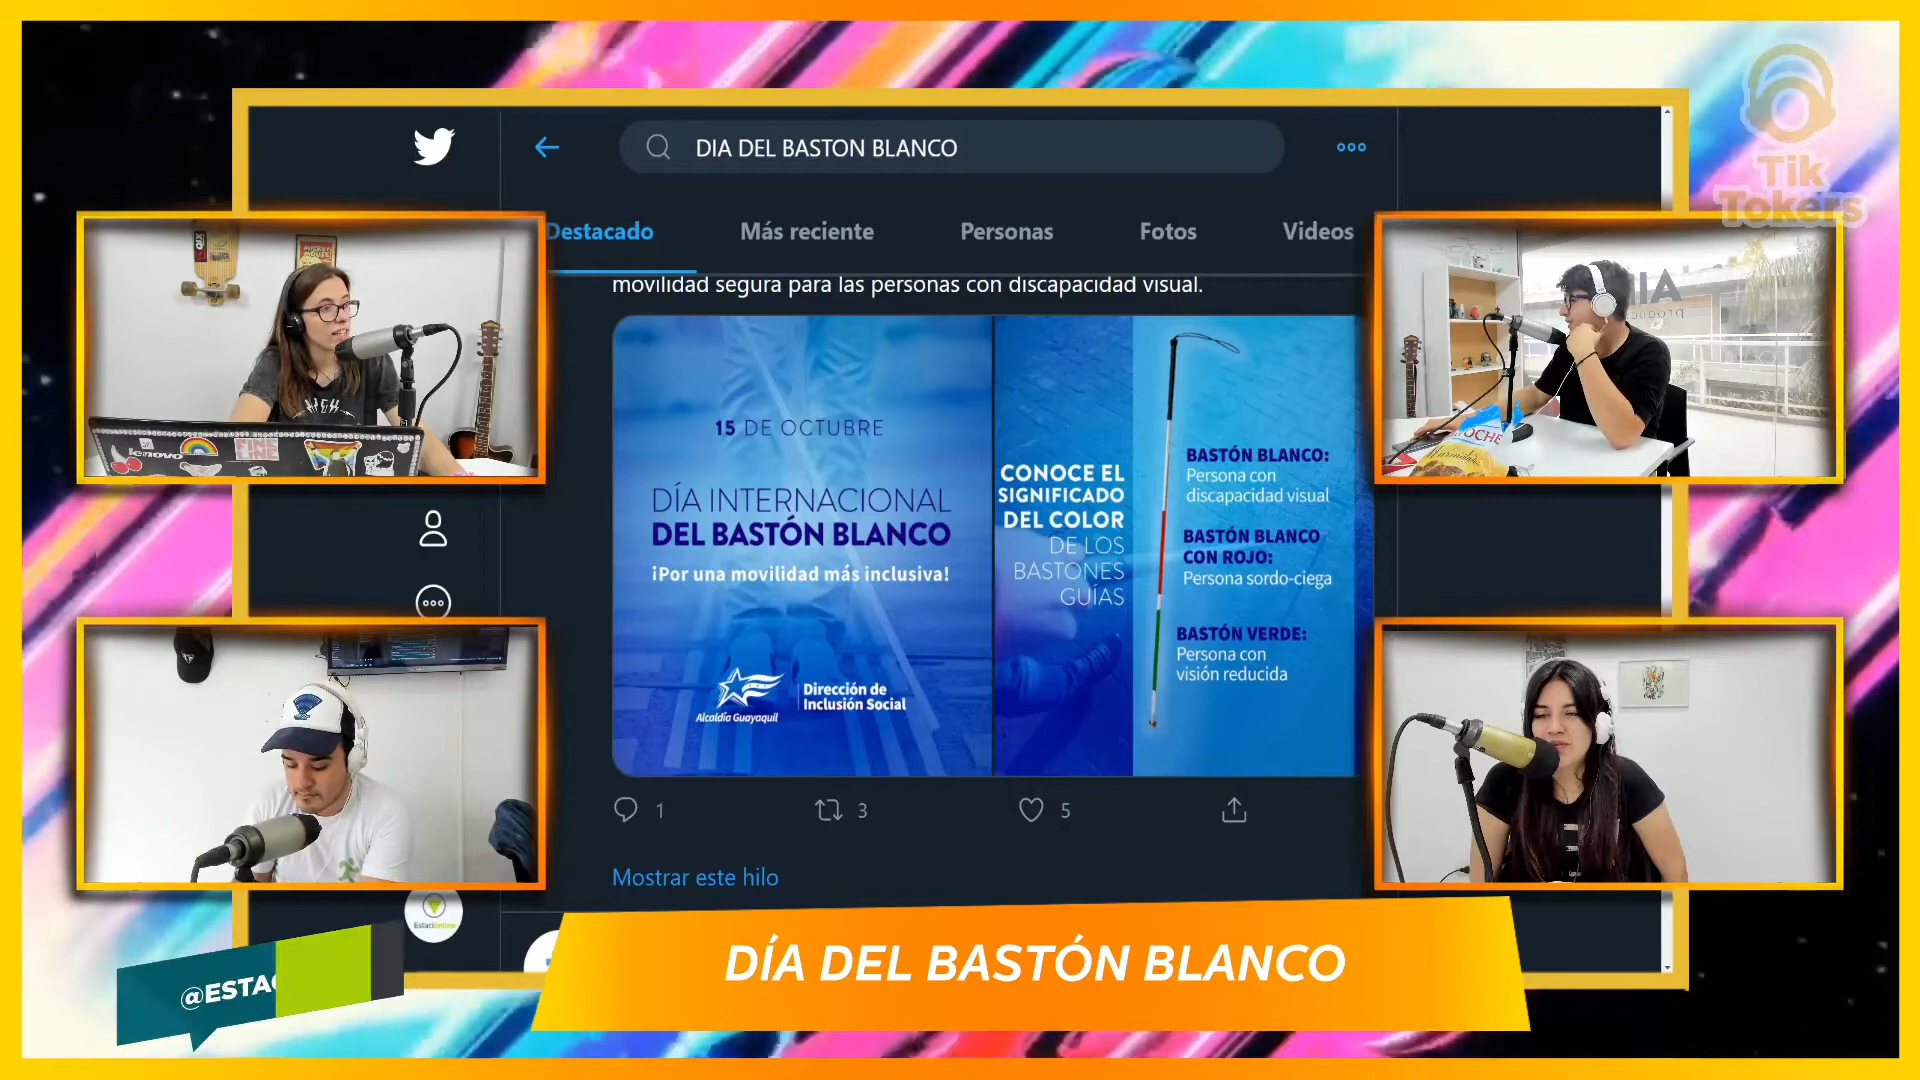 Tik
Tokers
DIA DEL BASTON BLANCO
Destacado
Más reciente
Personas
Fotos
Videos
movilidad segura para las personas con discapacidad visual.
15 DE OCTUBRE
DÍA INTERNACIONAL
DEL BASTÓN BLANCO
¡Por una movilidad más inclusiva!
Alcaldía Guayaquil
Dirección de
Inclusión Social
CONOCE EL
SIGNIFICADO
DEL COLOR
DE LOS
BASTONES
GUÍAS
BASTÓN BLANCO:
Persona con
discapacidad visual
BASTÓN BLANCO
CON ROJO:
Persona sordo-ciega
BASTÓN VERDE:
Persona con
visión reducida
1
3
5
Mostrar este hilo
lenovo
FINE
@ESTAC
DÍA DEL BASTÓN BLANCO